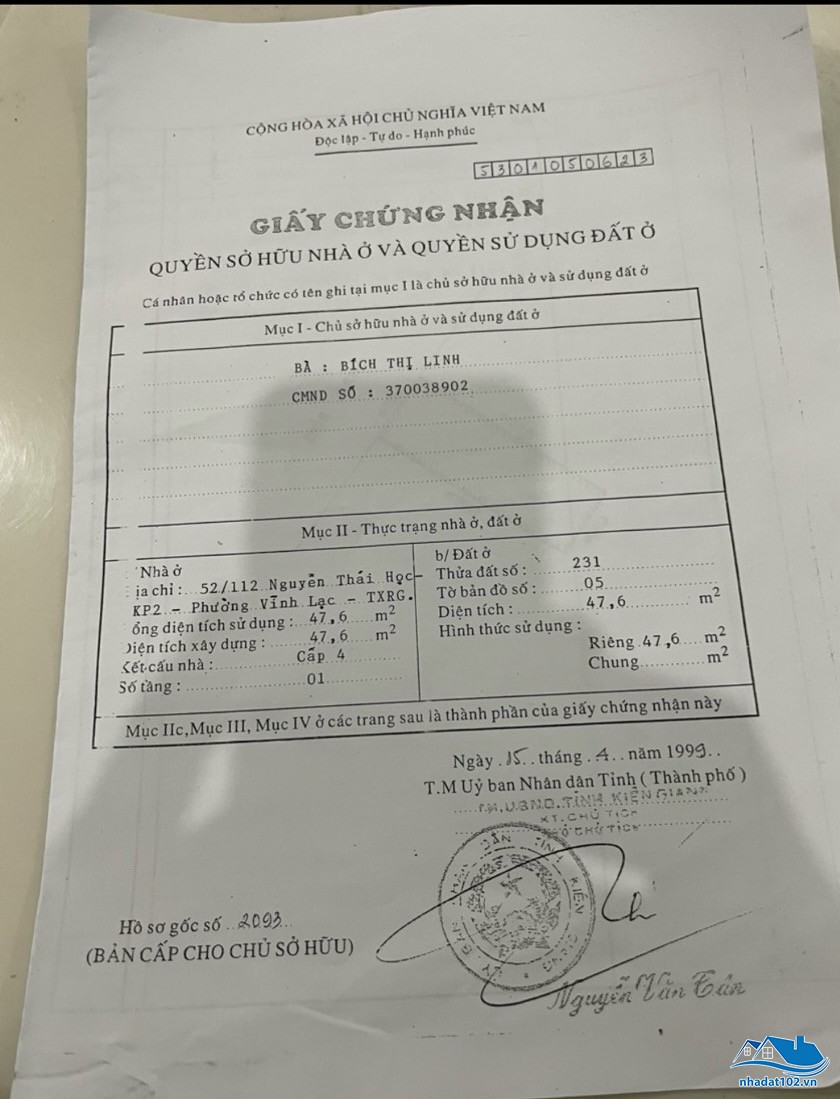 CỘNG HÒA XÃ HỘI CHỦ NGHĨA VIỆT NAM
Độc lập - Tự do - Hạnh phúc
5301050623
GIẤY CHỨNG NHẬN
QUYỀN SỞ HỮU NHÀ Ở VÀ QUYỀN SỬ DỤNG ĐẤT Ở
Cá nhân hoặc tổ chức có tên ghi tại mục I là chủ sở hữu nhà ở và sử dụng đất ở
Mục I - Chủ sở hữu nhà ở và sử dụng đất ở
BÀ : BÍCH THỊ LINH
CMND SỐ : 370038902
Mục II - Thực trạng nhà ở, đất ở
Nhà ở
ịa chỉ : 52/112 Nguyễn Thái Học-
KP2 - Phường Vĩnh Lạc - TXRG.
ổng diện tích sử dụng : 47,6 m²
Diện tích xây dựng : 47,6 m²
Kết cấu nhà : Cấp 4
Số tầng : 01
b/ Đất ở
Thửa đất số : 231
Tờ bản đồ số : 05
Diện tích : 47,6 m²
Hình thức sử dụng :
Riêng 47,6 m²
Chung m²
Mục IIc,Mục III, Mục IV ở các trang sau là thành phần của giấy chứng nhận này
Ngày 15 tháng 4 năm 1999
T.M Uỷ ban Nhân dân Tỉnh ( Thành phố )
TM.UBND.TỈNH KIÊN GIANG
KT.CHỦ TỊCH
PHÓ CHỦ TỊCH
Hồ sơ gốc số 2093
(BẢN CẤP CHO CHỦ SỞ HỮU)
Nguyễn Văn Tân
nhadat102.vn